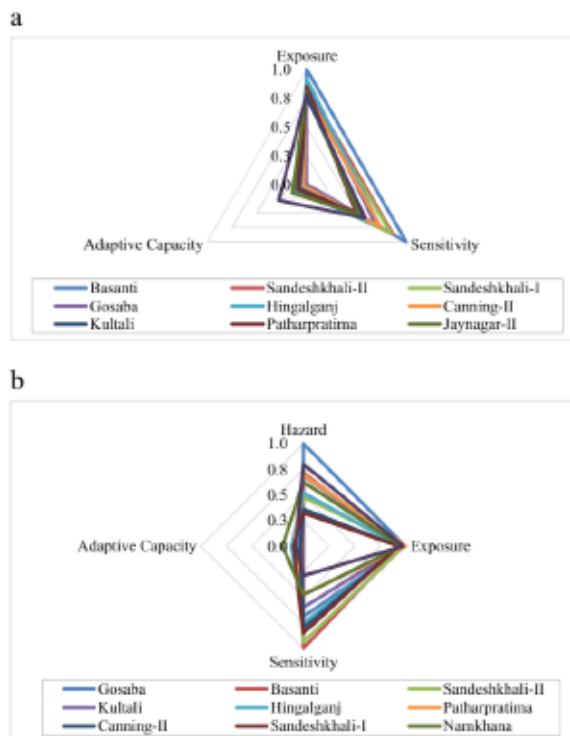 a
Exposure
1.0
0.8
0.5
0.3
0.0
Adaptive Capacity
Sensitivity
Basanti Sandeshkhali-II Sandeshkhali-I
Gosaba Hingalganj Canning-II
Kultali Patharpratima Jaynagar-II
b
Hazard
1.0
0.8
0.5
0.3
0.0
Adaptive Capacity
Exposure
Sensitivity
Gosaba Basanti Sandeshkhali-II
Kultali Hingalganj Patharpratima
Canning-II Sandeshkhali-I Namkhana